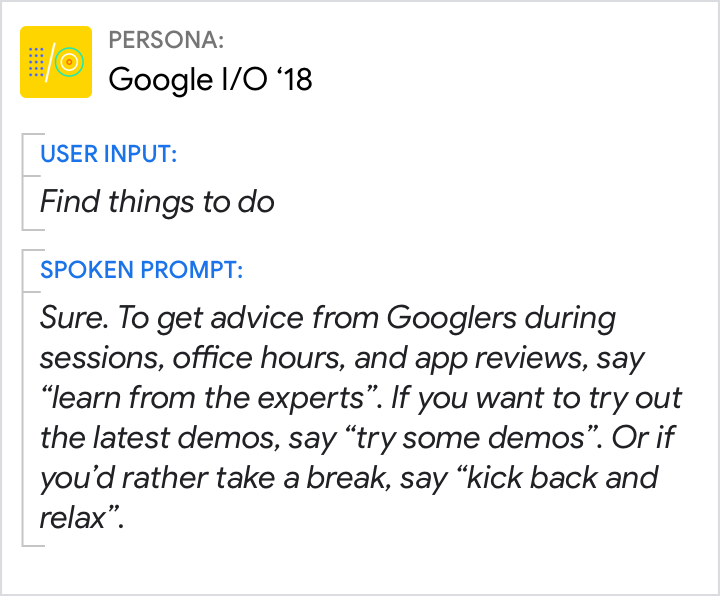 PERSONA:
Google I/O ‘18
USER INPUT:
Find things to do
SPOKEN PROMPT:
Sure. To get advice from Googlers during
sessions, office hours, and app reviews, say
“learn from the experts”. If you want to try out
the latest demos, say “try some demos”. Or if
you’d rather take a break, say “kick back and
relax”.